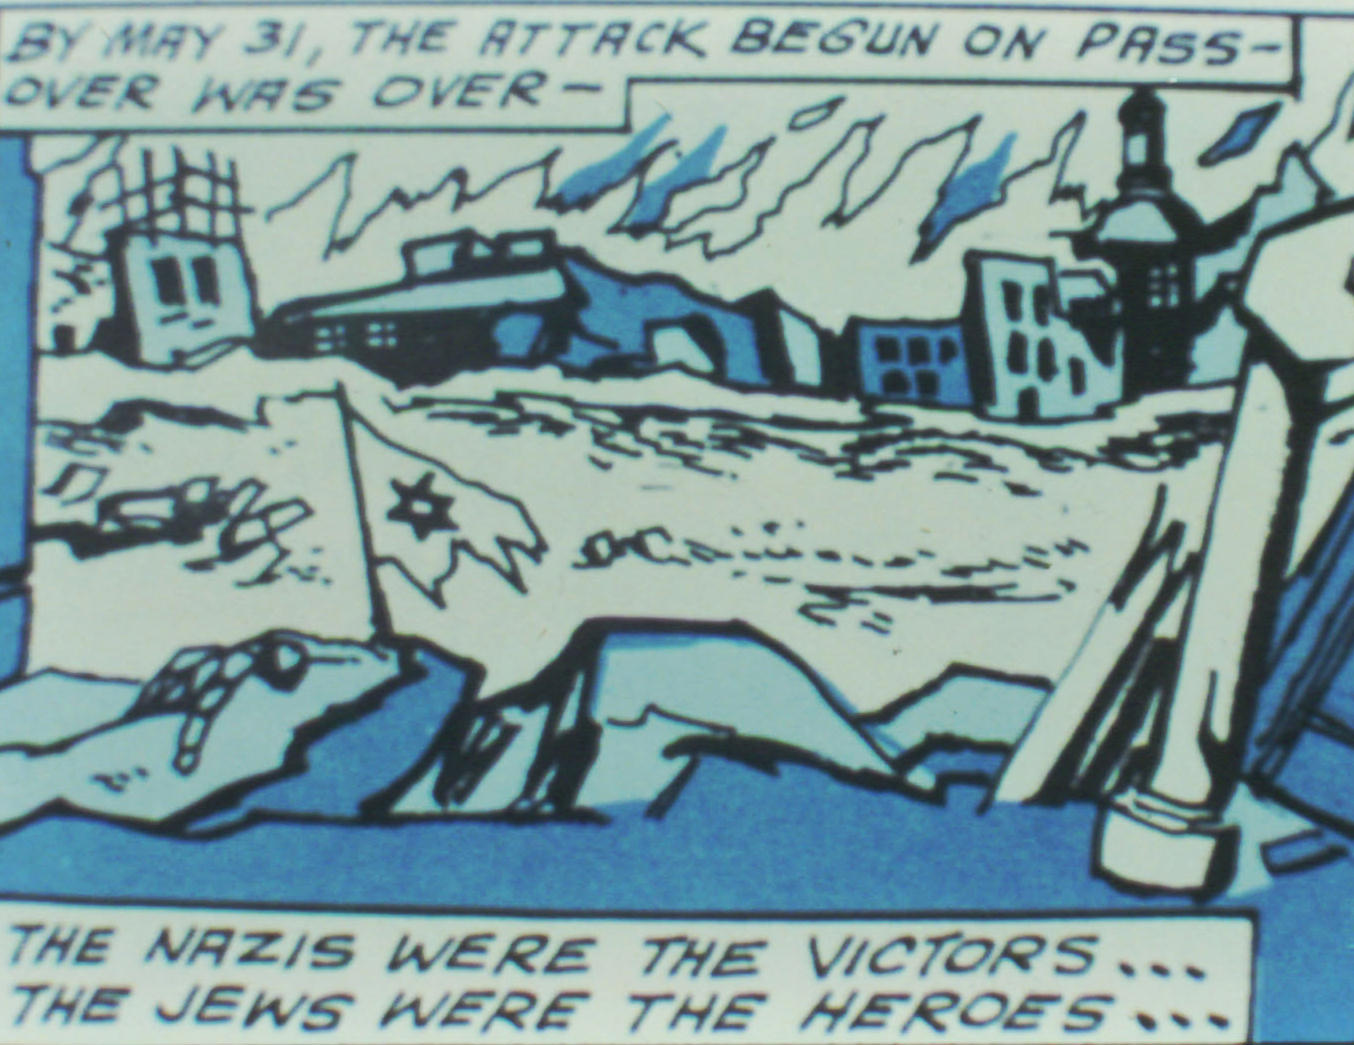 BY MAY 31, THE ATTACK BEGUN ON PASS-
OVER WAS OVER-
THE NAZIS WERE THE VICTORS...
THE JEWS WERE THE HEROES...